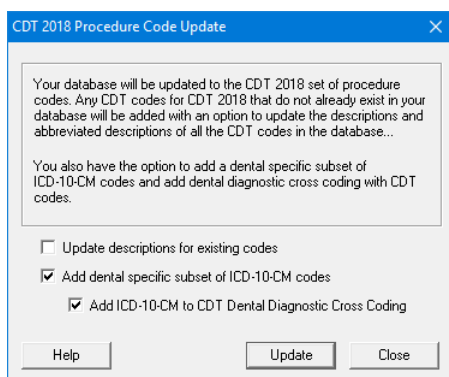 CDT 2018 Procedure Code Update
Your database will be updated to the CDT 2018 set of procedure
codes. Any CDT codes for CDT 2018 that do not already exist in your
database will be added with an option to update the descriptions and
abbreviated descriptions of all the CDT codes in the database...
You also have the option to add a dental specific subset of
ICD-10-CM codes and add dental diagnostic cross coding with CDT
codes.
Update descriptions for existing codes
Add dental specific subset of ICD-10-CM codes
Add ICD-10-CM to CDT Dental Diagnostic Cross Coding
Help Update Close